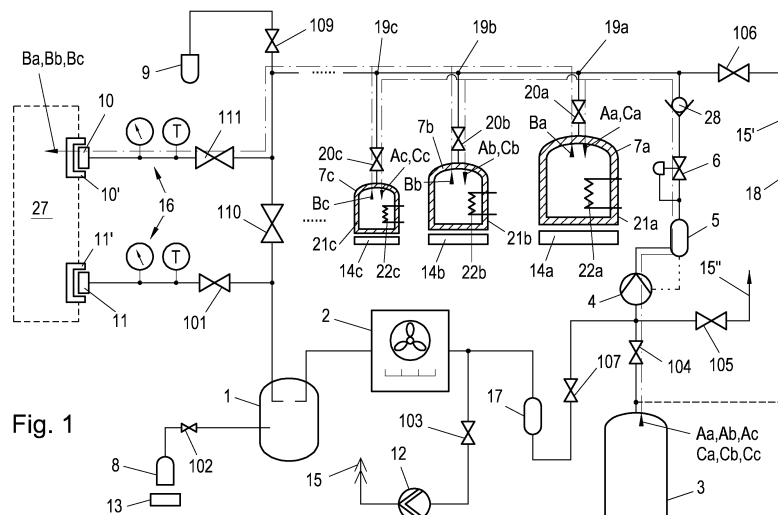 109
19c
19b
19a
106
Ba,Bb,Bc
9
20a
Aa,Ca
28
15'
10
T
111
20b
Ba
7b
7a
20c
Ac,Cc
Ab,Cb
6
10'
7c
Bb
18
16
110
Bc
27
11'
21c
21b
21a
5
T
14c
22c
14b
22b
14a
22a
15"
4
11
101
2
107
104
105
1
17
Fig. 1
103
Aa,Ab,Ac
102
Ca,Cb,Cc
8
15
12
13
3